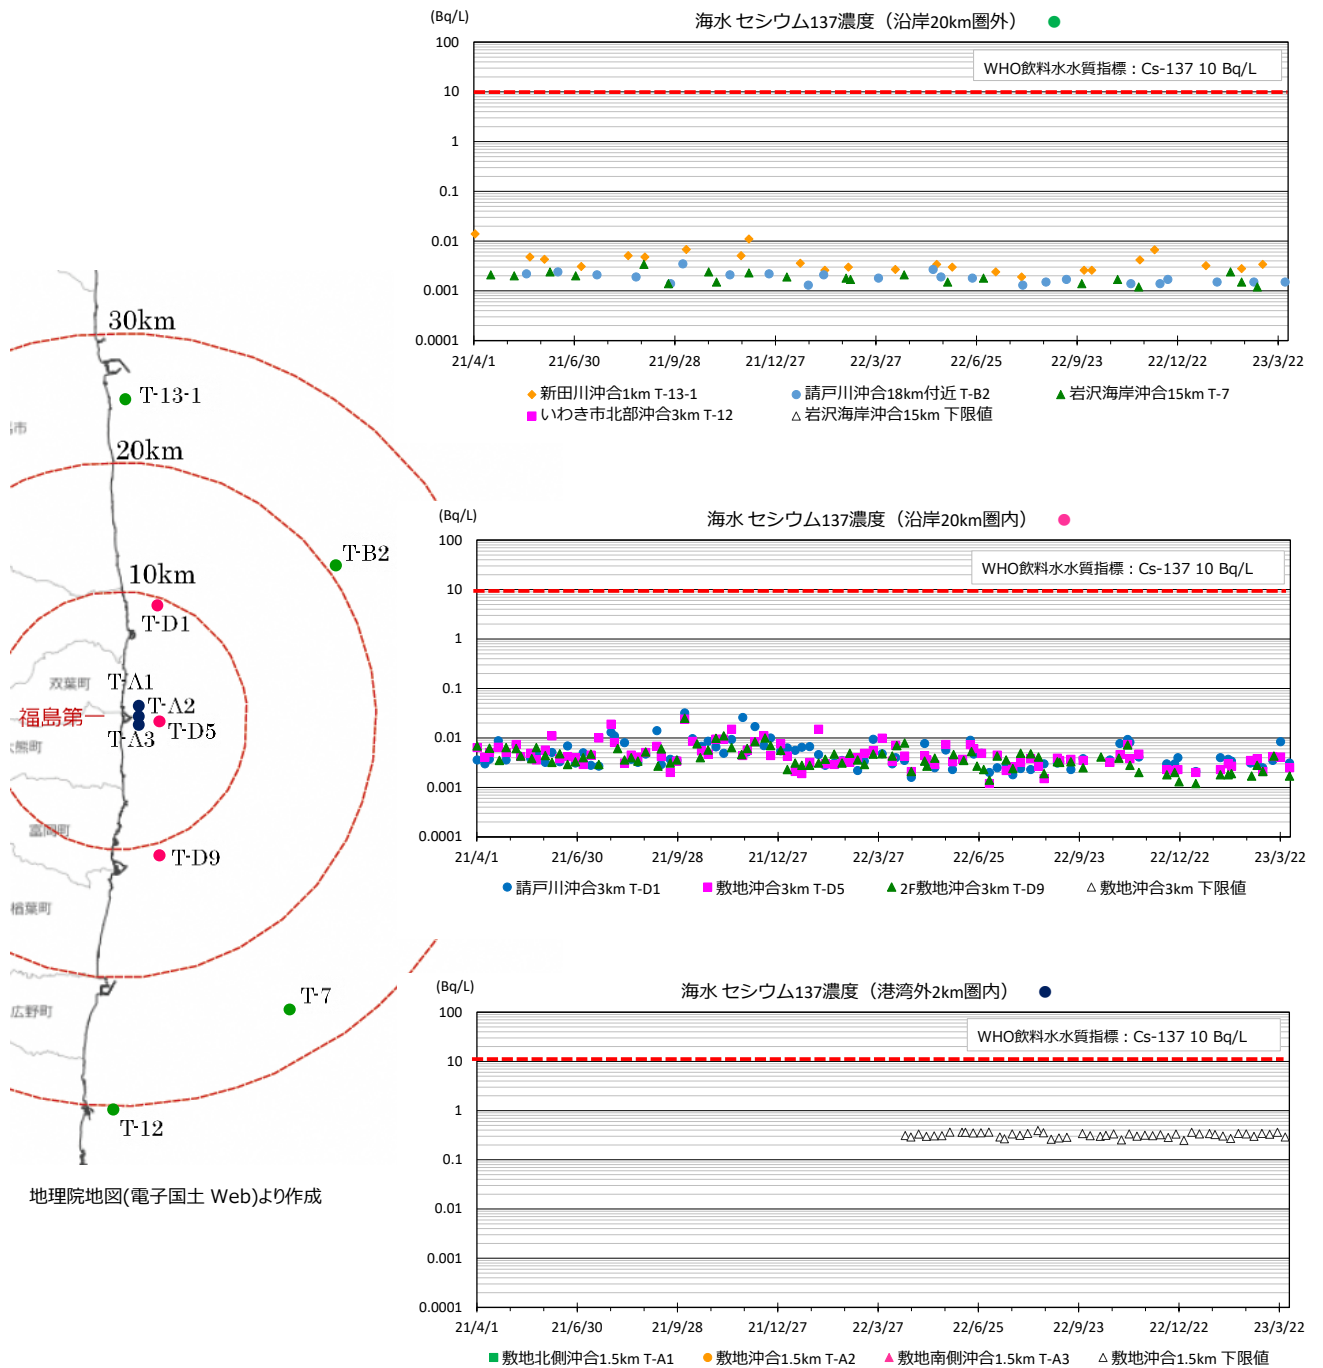 (Bq/L)
海水 セシウム137濃度（沿岸20km圏外）
WHO飲料水水質指標：Cs-137 10 Bq/L
100
10
1
0.1
0.01
0.001
0.0001
21/4/1 21/6/30 21/9/28 21/12/27 22/3/27 22/6/25 22/9/23 22/12/22 23/3/22
新田川沖合1km T-13-1 請戸川沖合18km付近 T-B2 岩沢海岸沖合15km T-7
いわき市北部沖合3km T-12 岩沢海岸沖合15km 下限値
30km
T-13-1
市
20km
T-B2
10km
T-D1
双葉町
T-A1
T-A2
福島第一
T-D5
T-A3
大熊町
富岡町
T-D9
楢葉町
T-7
広野町
T-12
地理院地図(電子国土 Web)より作成
(Bq/L)
海水 セシウム137濃度（沿岸20km圏内）
WHO飲料水水質指標：Cs-137 10 Bq/L
100
10
1
0.1
0.01
0.001
0.0001
21/4/1 21/6/30 21/9/28 21/12/27 22/3/27 22/6/25 22/9/23 22/12/22 23/3/22
請戸川沖合3km T-D1 敷地沖合3km T-D5 2F敷地沖合3km T-D9 敷地沖合3km 下限値
(Bq/L)
海水 セシウム137濃度（港湾外2km圏内）
WHO飲料水水質指標：Cs-137 10 Bq/L
100
10
1
0.1
0.01
0.001
0.0001
21/4/1 21/6/30 21/9/28 21/12/27 22/3/27 22/6/25 22/9/23 22/12/22 23/3/22
敷地北側沖合1.5km T-A1 敷地沖合1.5km T-A2 敷地南側沖合1.5km T-A3 敷地沖合1.5km 下限値